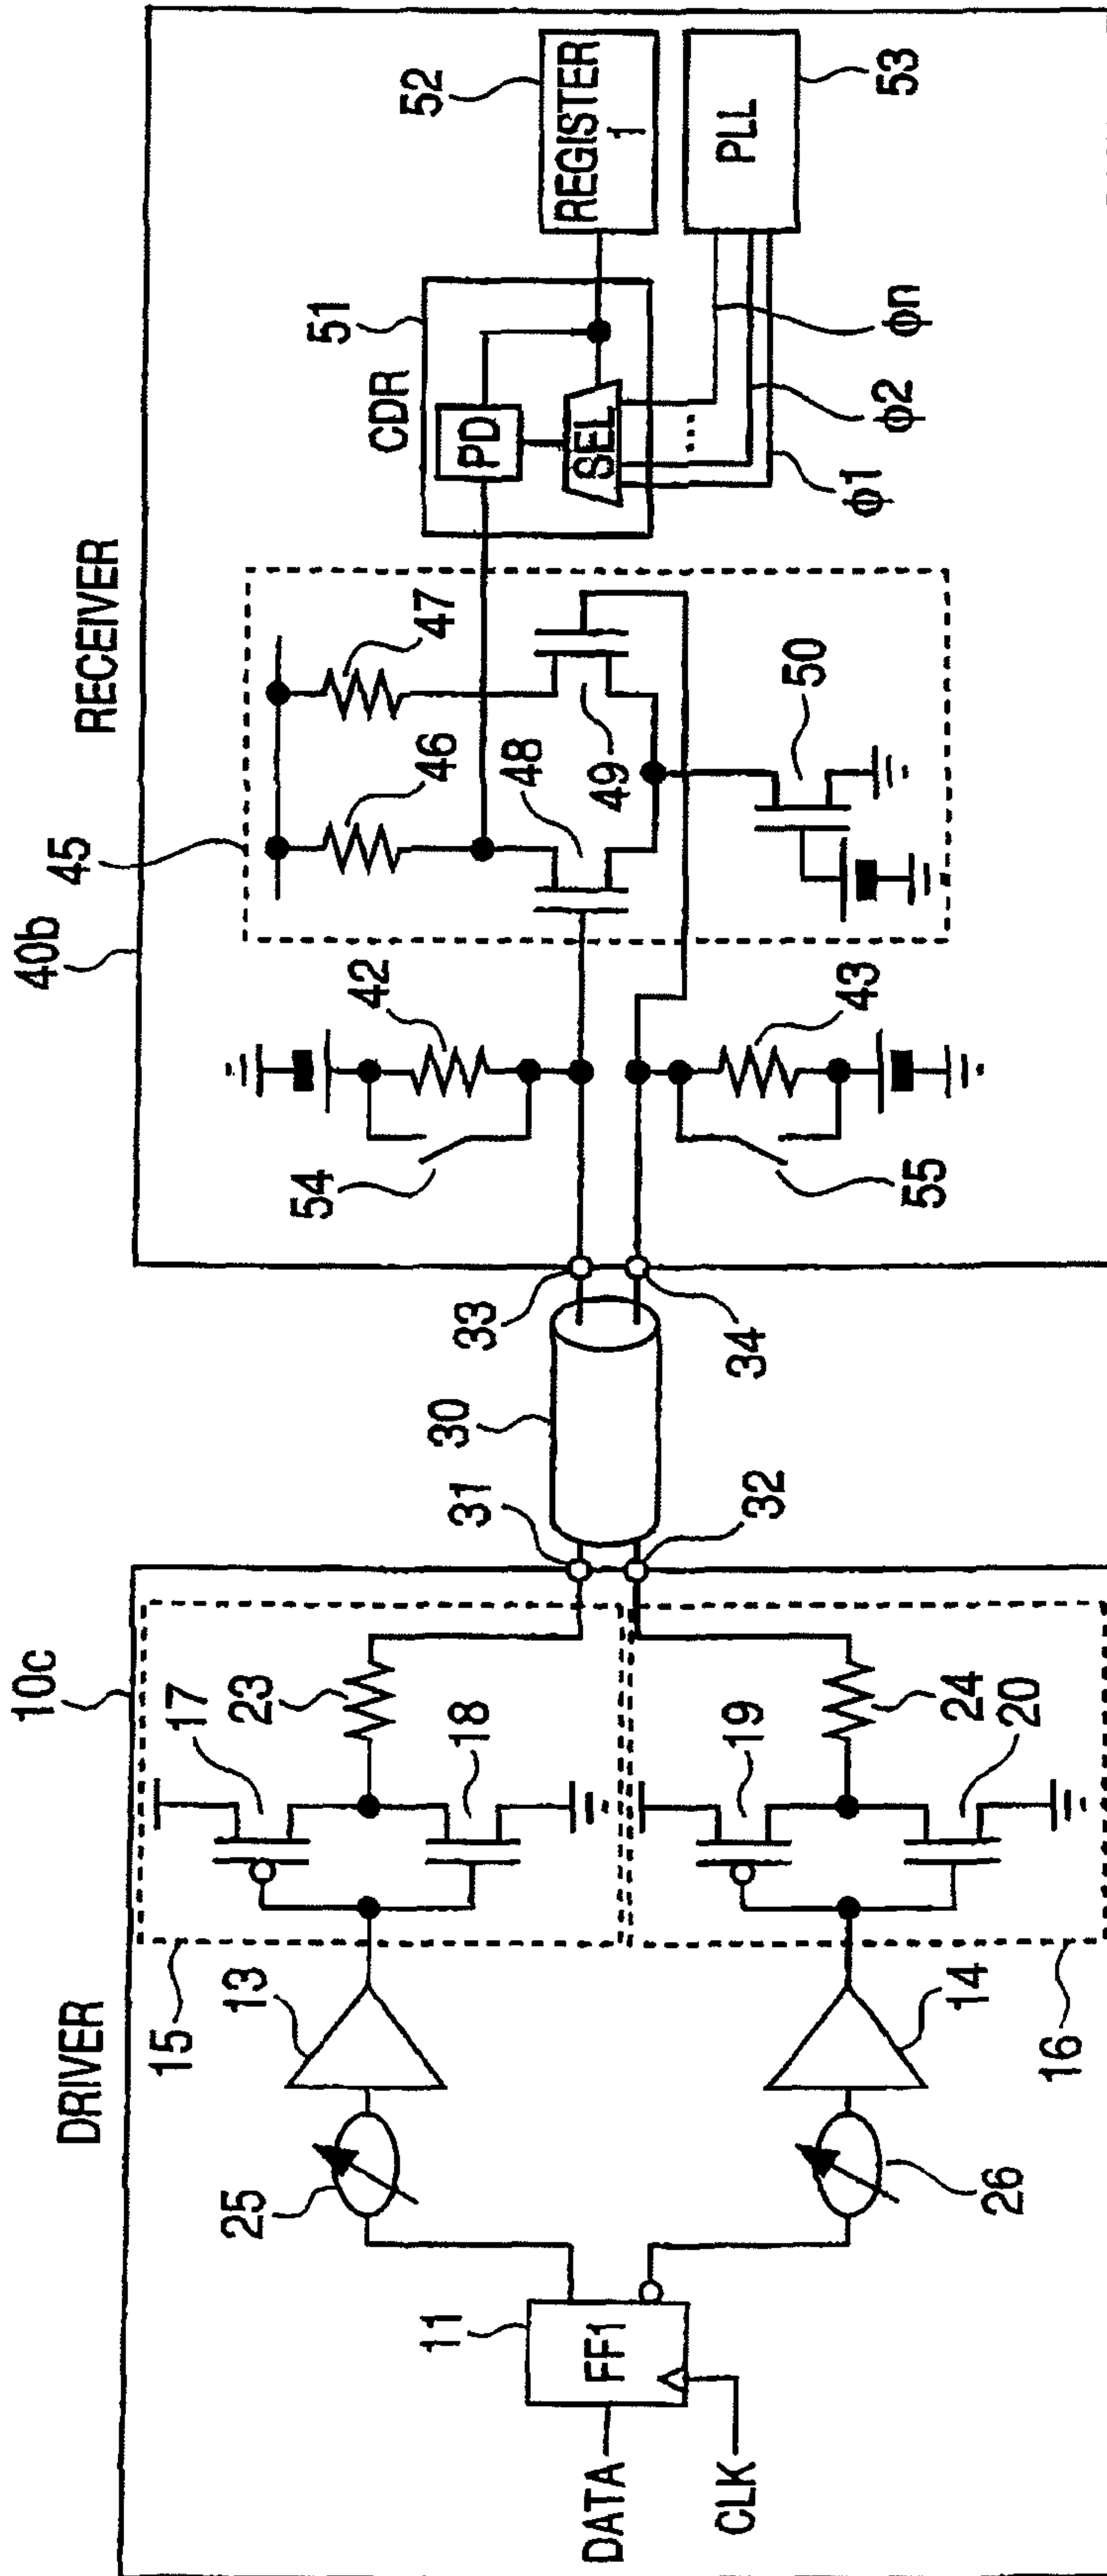 DRIVER
10c
15
17
23
18
13
25
11
FF1
DATA
CLK
19
24
20
14
26
16
31
30
32
33
34
RECEIVER
40b
45
42
54
43
55
46
47
48
49
50
CDR
51
PD
SEL
...
52
REGISTER
1
PLL
53
ϕn
ϕ2
ϕ1